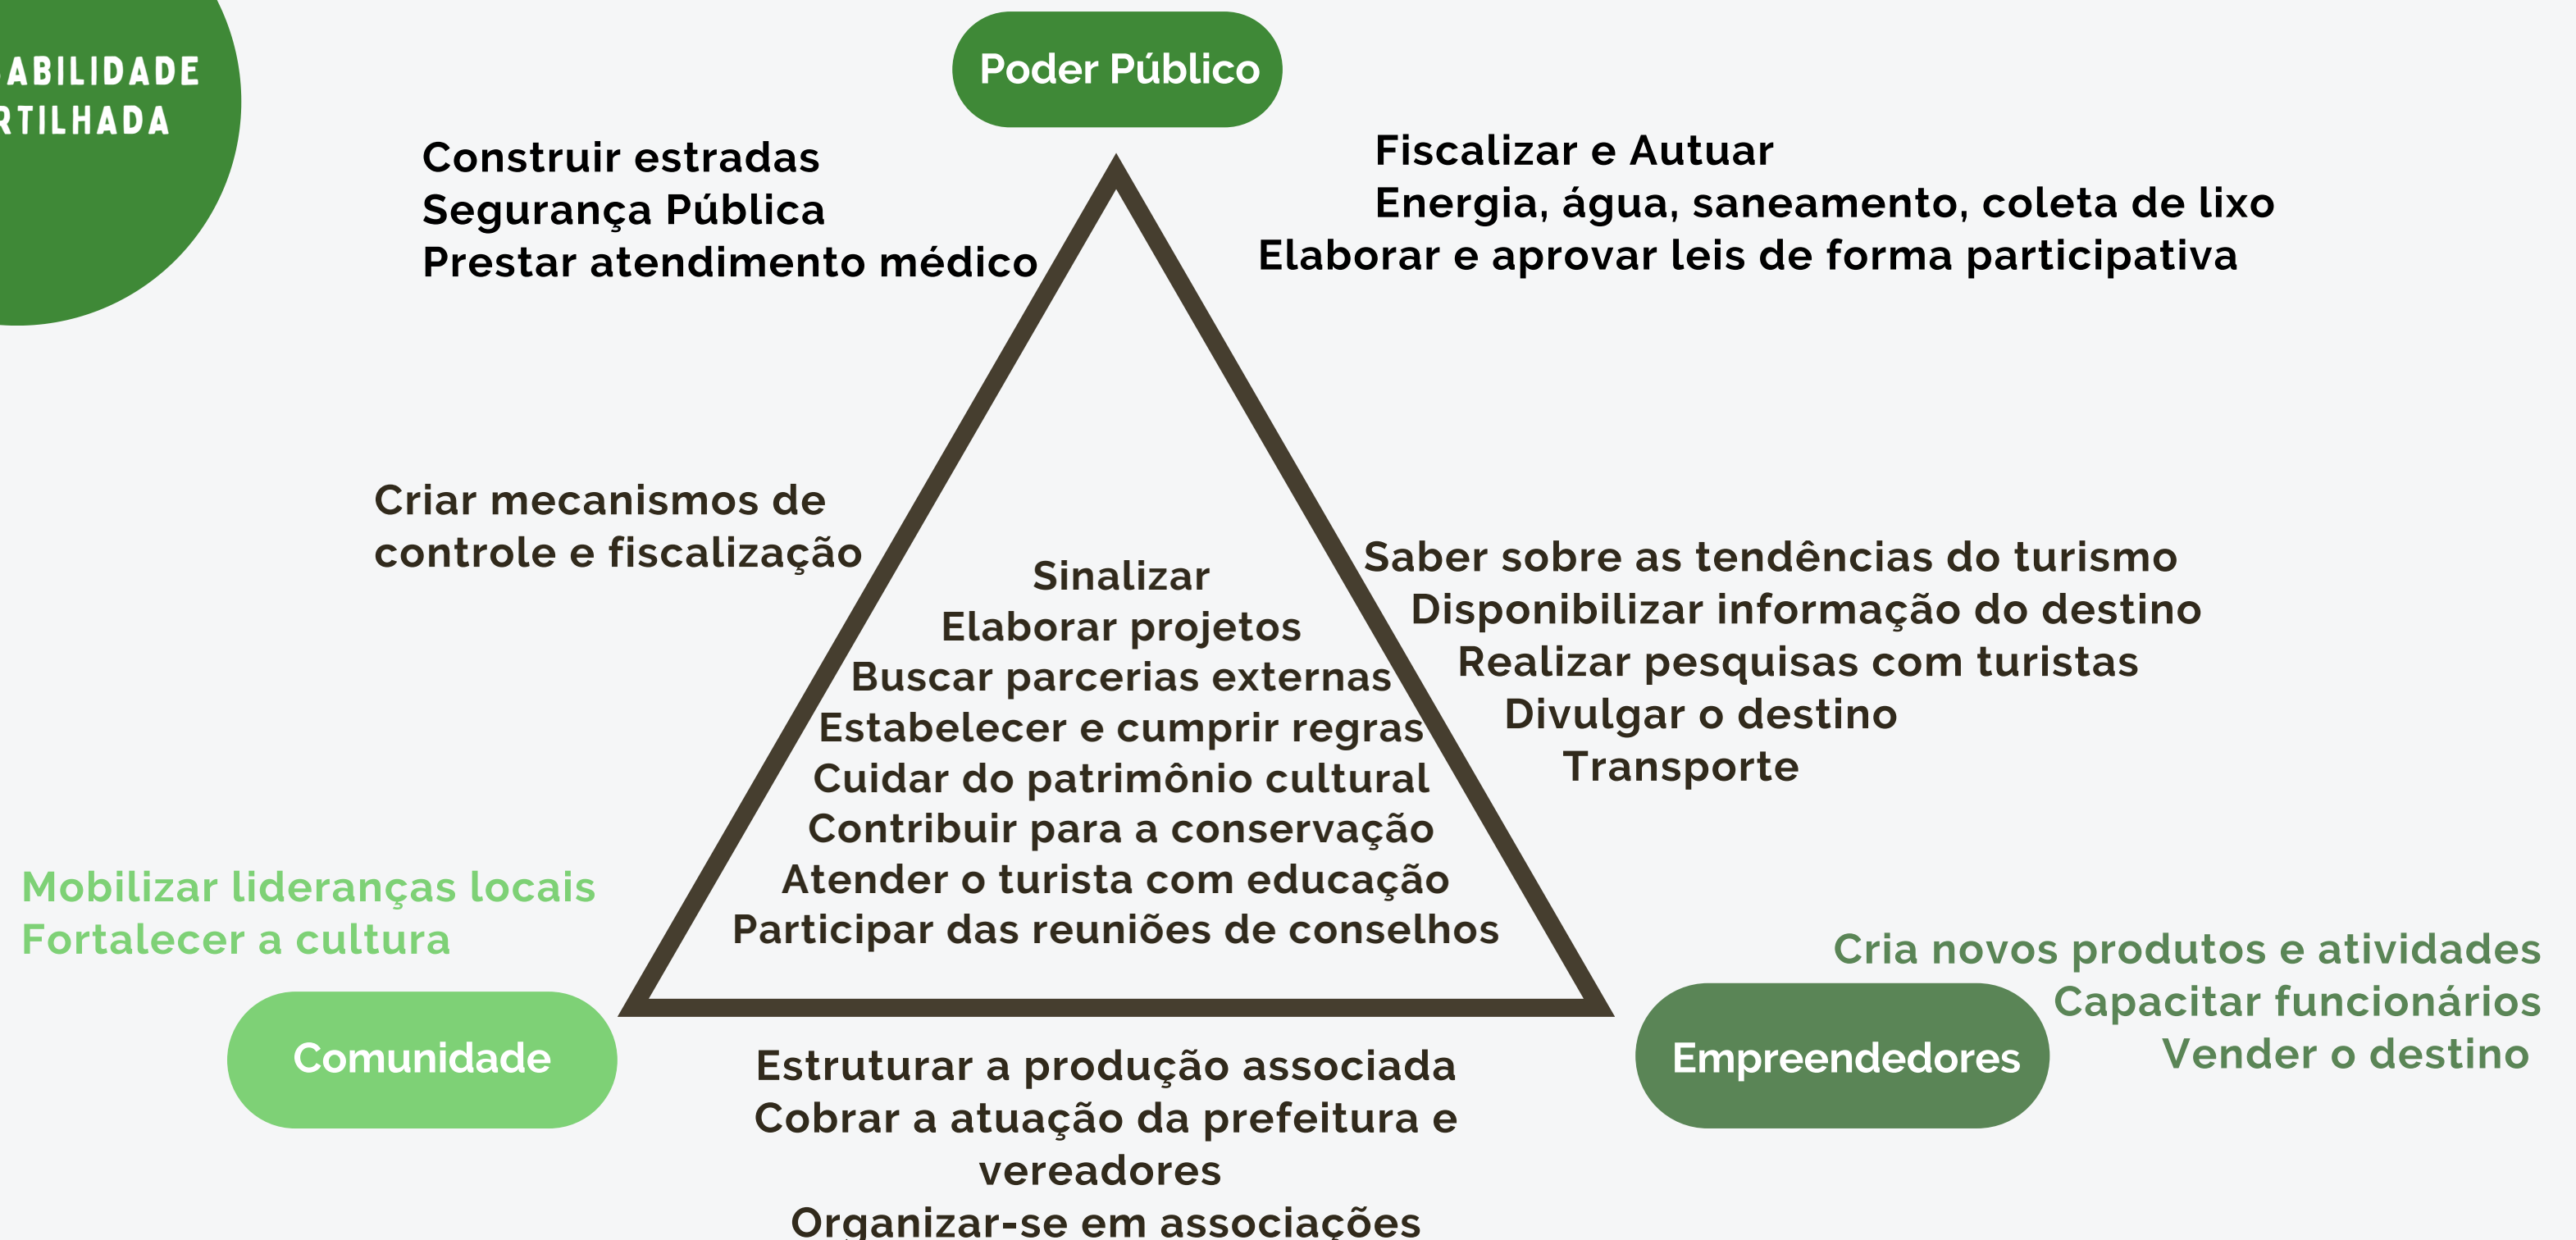 ABILIDADE
RTILHADA
Poder Público
Construir estradas
Segurança Pública
Prestar atendimento médico
Fiscalizar e Autuar
Energia, água, saneamento, coleta de lixo
Elaborar e aprovar leis de forma participativa
Criar mecanismos de
controle e fiscalização
Sinalizar
Elaborar projetos
Buscar parcerias externas
Estabelecer e cumprir regras
Cuidar do patrimônio cultural
Contribuir para a conservação
Atender o turista com educação
Participar das reuniões de conselhos
Saber sobre as tendências do turismo
Disponibilizar informação do destino
Realizar pesquisas com turistas
Divulgar o destino
Transporte
Mobilizar lideranças locais
Fortalecer a cultura
Comunidade
Cria novos produtos e atividades
Capacitar funcionários
Vender o destino
Empreendedores
Estruturar a produção associada
Cobrar a atuação da prefeitura e
vereadores
Organizar-se em associações